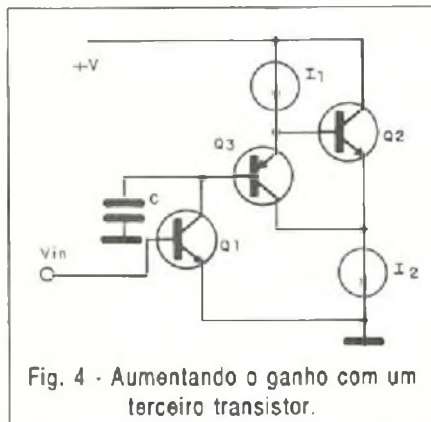 +V
I1
Q3
Q2
C
Vin
Q1
I2
Fig. 4 - Aumentando o ganho com um
terceiro transistor.